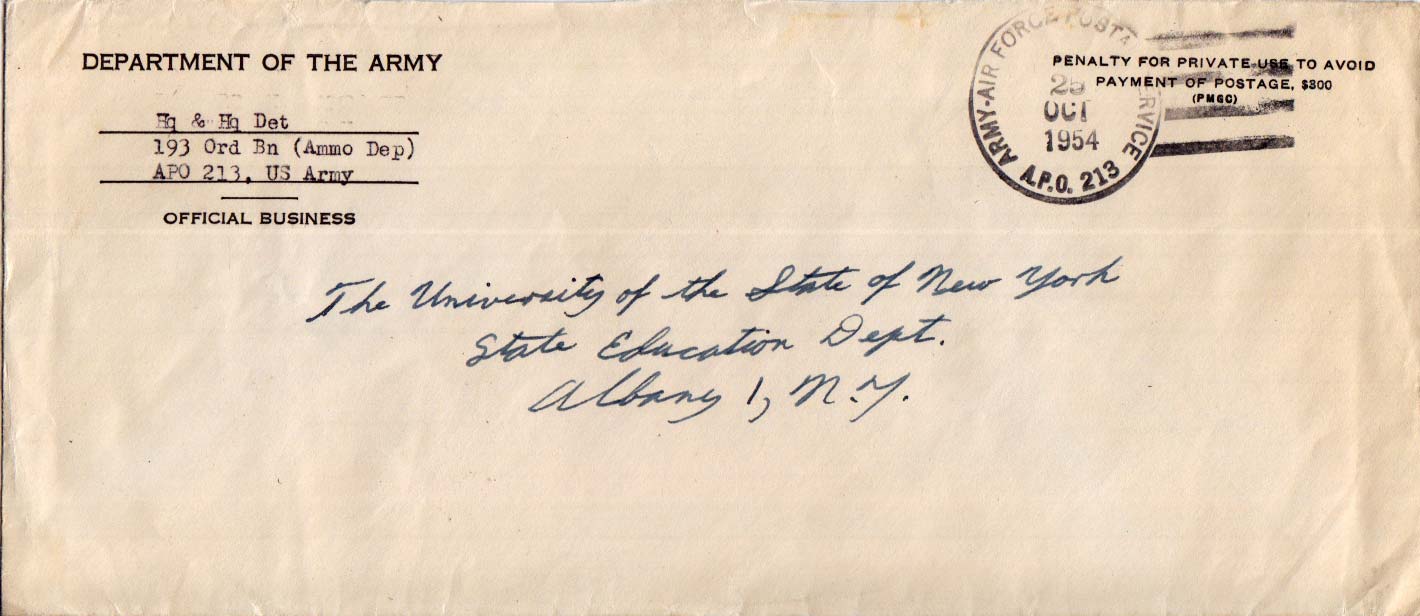 DEPARTMENT OF THE ARMY
Hq & Hq Det
193 Ord Bn (Ammo Dep)
APO 213, US Army
OFFICIAL BUSINESS
ARMY-AIR FORCE POSTAL SERVICE
25
OCT
1954
A.P.O. 213
PENALTY FOR PRIVATE USE TO AVOID
PAYMENT OF POSTAGE, $300
(PMGC)
The University of the State of New York
State Education Dept.
Albany 1, N.Y.